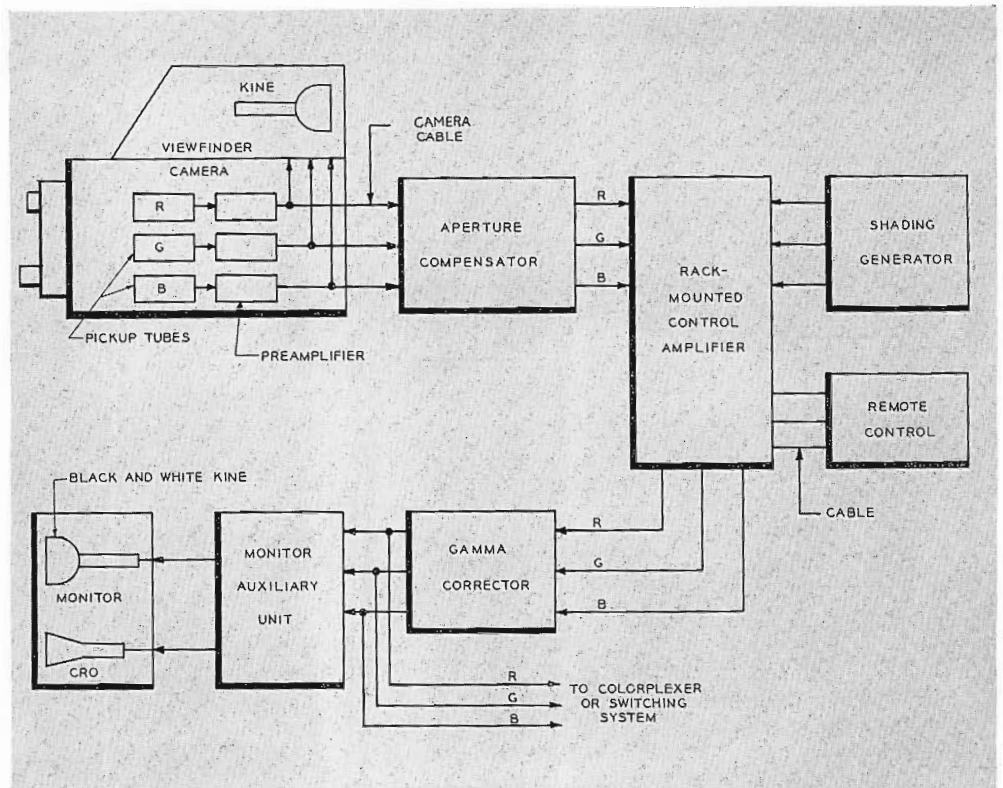 KINE
VIEWFINDER
CAMERA
CAMERA
CABLE
R
G
B
PICKUP TUBES
PREAMPLIFIER
APERTURE
COMPENSATOR
R
G
B
RACK-
MOUNTED
CONTROL
AMPLIFIER
SHADING
GENERATOR
REMOTE
CONTROL
CABLE
BLACK AND WHITE KINE
MONITOR
CRO
MONITOR
AUXILIARY
UNIT
GAMMA
CORRECTOR
R
G
B
R
G
B
TO COLORPLEXER
OR SWITCHING
SYSTEM